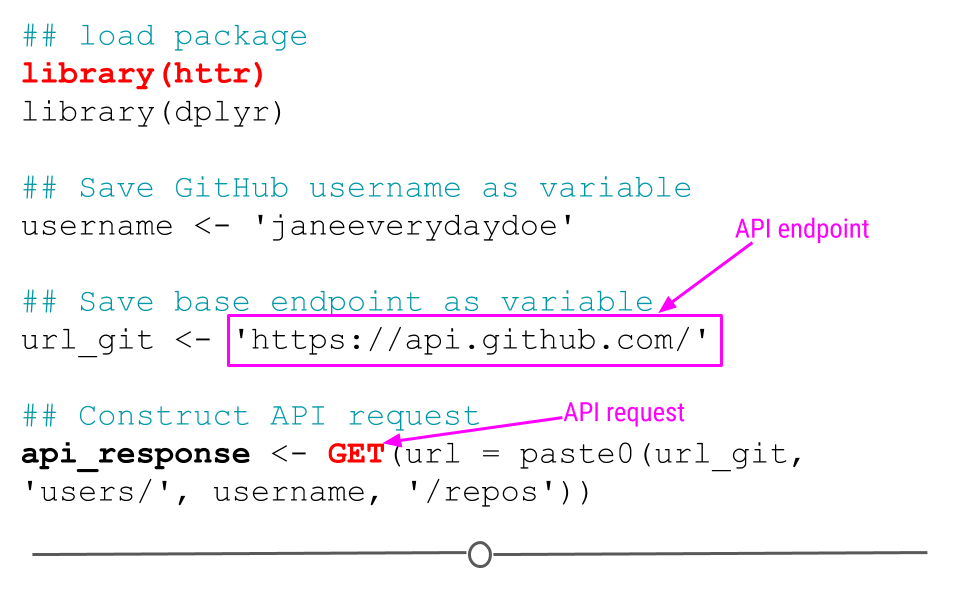 ## load package
library(httr)
library(dplyr)
## Save GitHub username as variable
username <- 'janeeverydaydoe'
API endpoint
## Save base endpoint as variable
url_git <- 'https://api.github.com/'
## Construct API request
API request
api_response <- GET(url = paste0(url_git,
'users/', username, '/repos'))